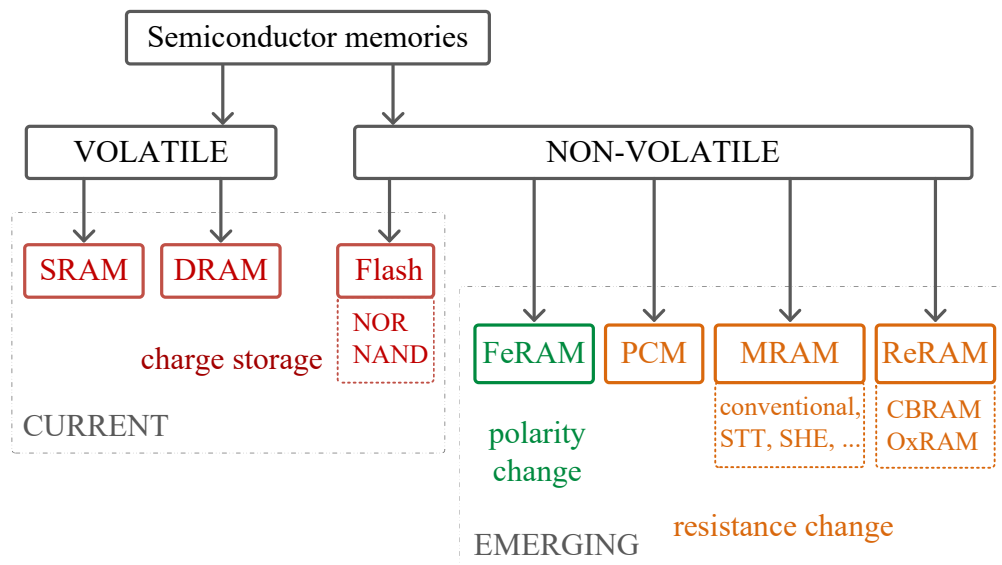 Semiconductor memories
VOLATILE
NON-VOLATILE
SRAM
DRAM
Flash
NOR
NAND
charge storage
CURRENT
FeRAM
PCM
MRAM
ReRAM
conventional,
STT, SHE, ...
CBRAM
OxRAM
polarity
change
resistance change
EMERGING